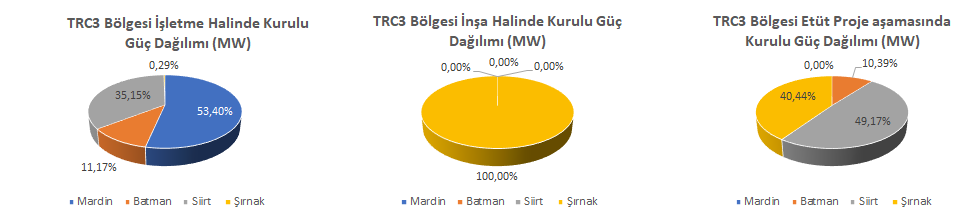 TRC3 Bölgesi İşletme Halinde Kurulu
Güç Dağılımı (MW)
0,29%
35,15%
53,40%
11,17%
Mardin Batman Siirt Şırnak
TRC3 Bölgesi İnşa Halinde Kurulu Güç
Dağılımı (MW)
0,00%
0,00%
0,00%
100,00%
Mardin Batman Siirt Şırnak
TRC3 Bölgesi Etüt Proje aşamasında
Kurulu Güç Dağılımı (MW)
0,00%
10,39%
40,44%
49,17%
Mardin Batman Siirt Şırnak